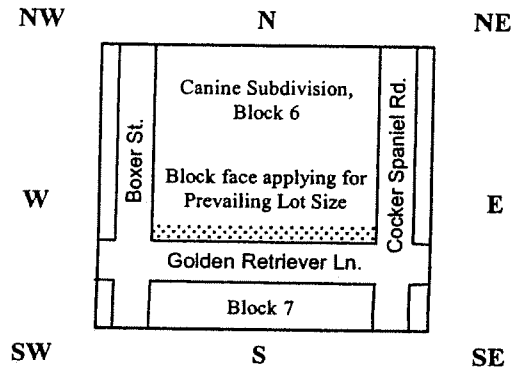 NW N NE
Canine Subdivision,
Block 6
Boxer St.
Cocker Spaniel Rd.
Block face applying for
Prevailing Lot Size
W E
Golden Retriever Ln.
Block 7
SW S SE